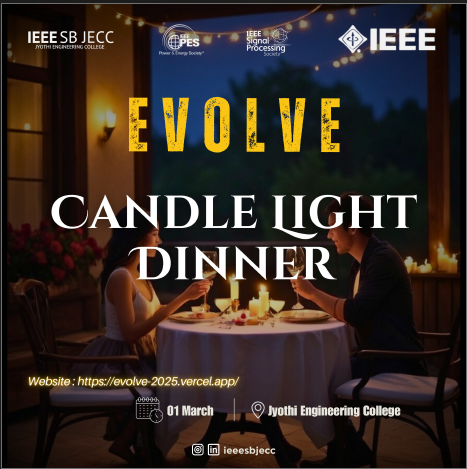 IEEE SB JECC
JYOTHI ENGINEERING COLLEGE
IEEE PES
Power & Energy Society®
IEEE
Signal
Processing
Society
IEEE
EVOLVE
CANDLE LIGHT
DINNER
Website : https://evolve-2025.vercel.app/
01 March
Jyothi Engineering College
ieeesbjecc